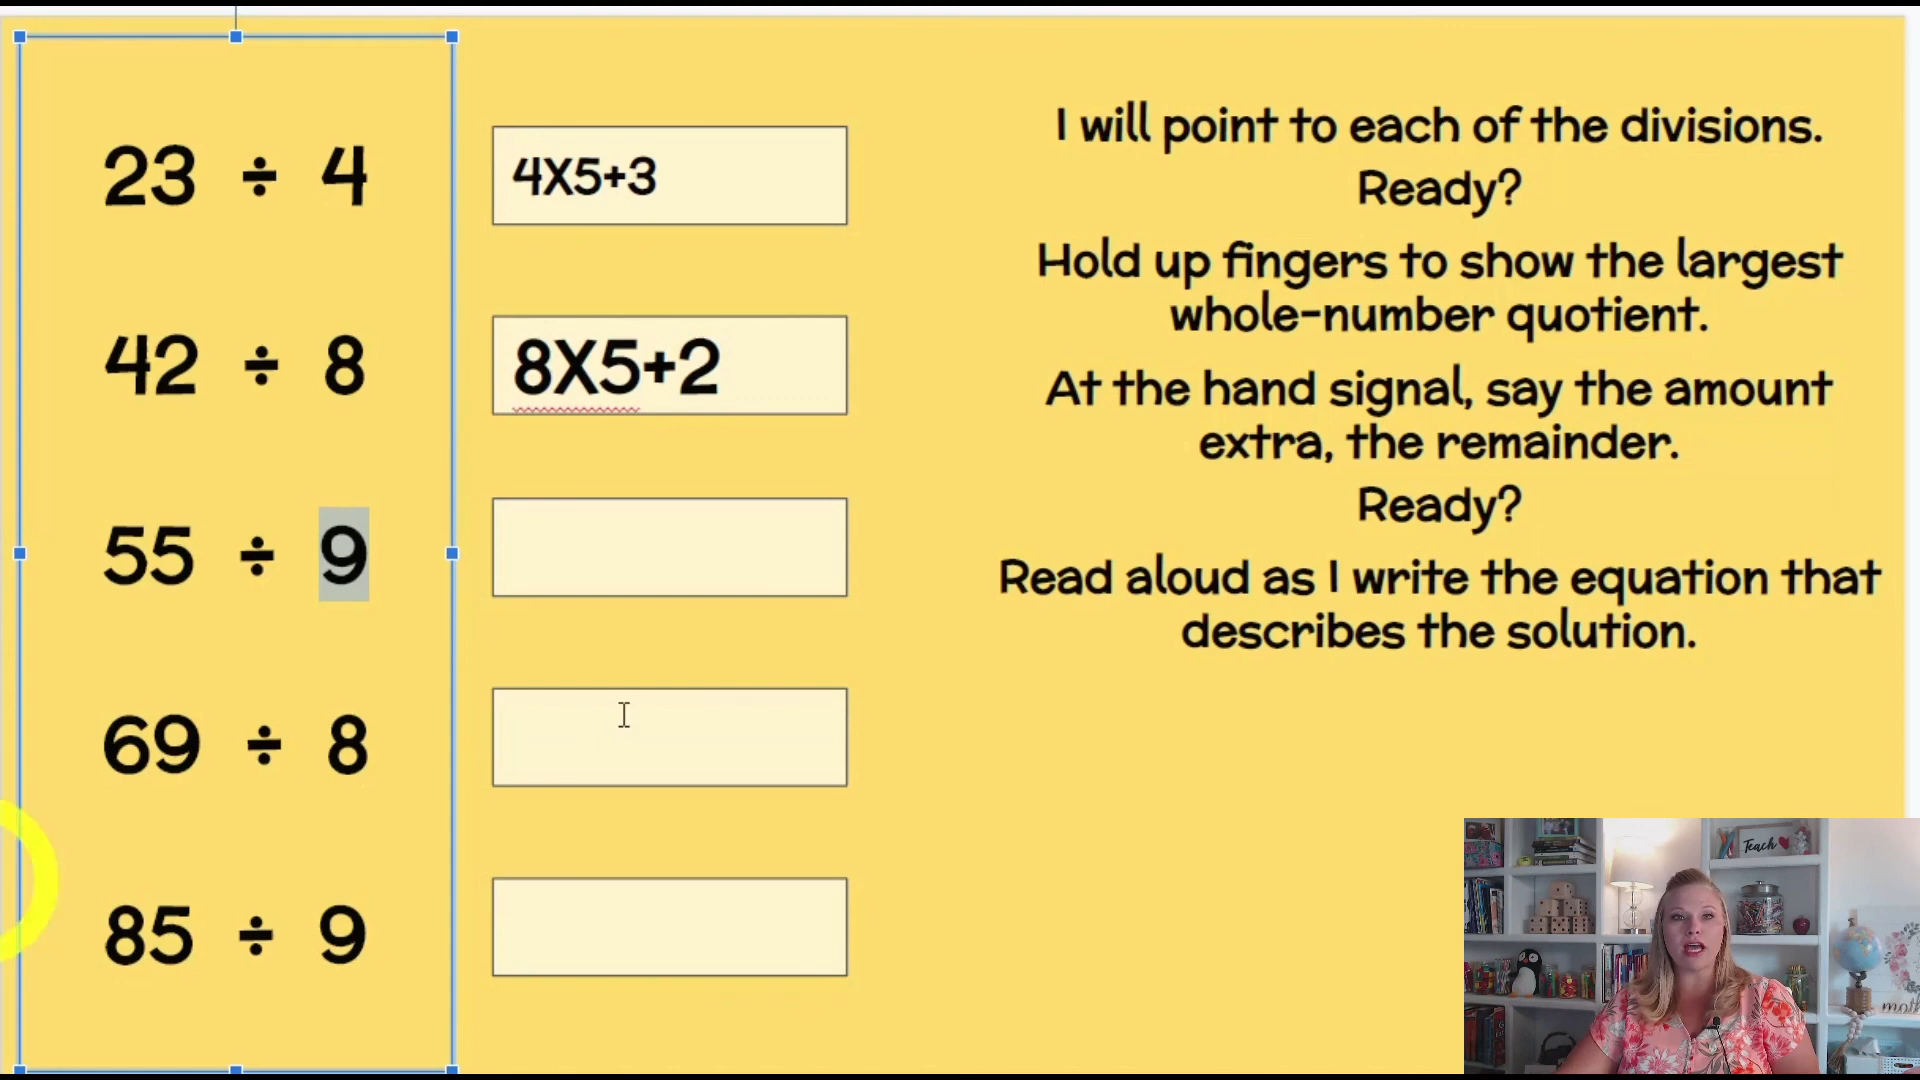 23 ÷ 4
4X5+3
42 ÷ 8
8X5+2
55 ÷ 9
69 ÷ 8
85 ÷ 9
I will point to each of the divisions.
Ready?
Hold up fingers to show the largest
whole-number quotient.
At the hand signal, say the amount
extra, the remainder.
Ready?
Read aloud as I write the equation that
describes the solution.
Teach